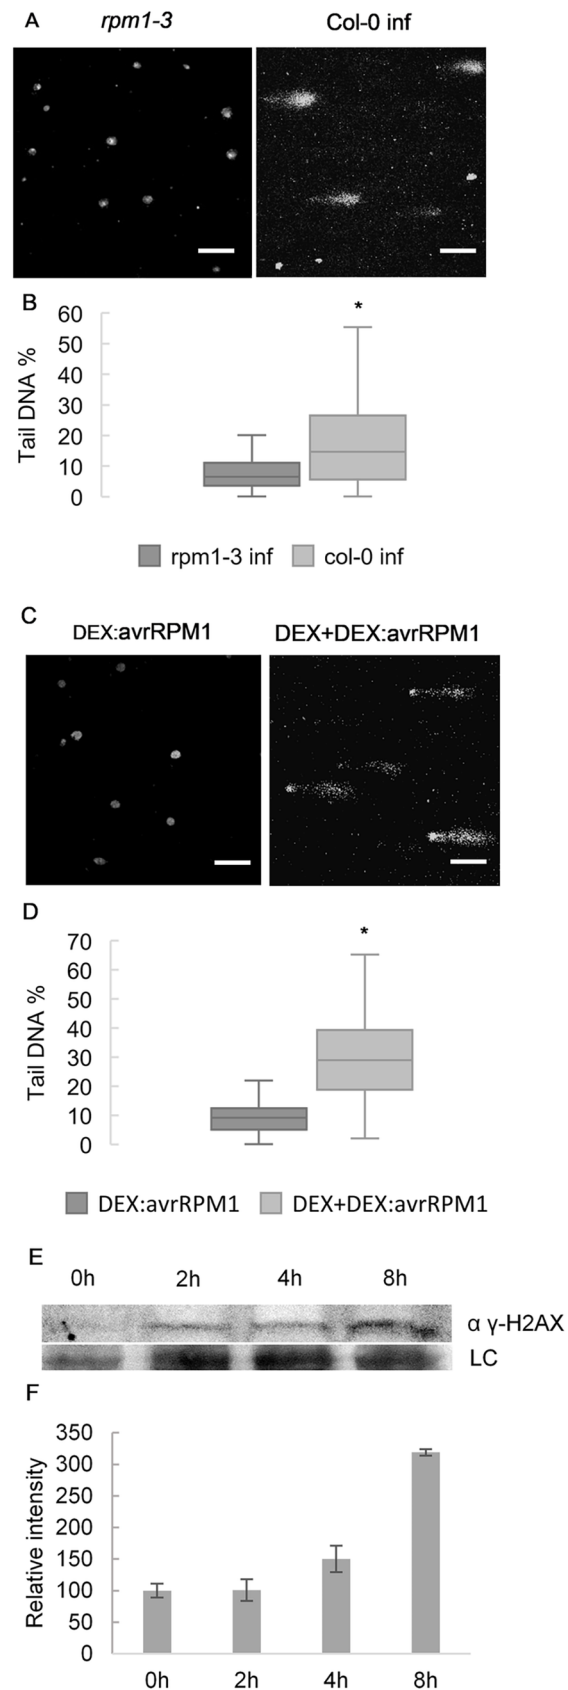 A rpm1-3 Col-0 inf
B
*
Tail DNA %
60
50
40
30
20
10
0
rpm1-3 inf col-0 inf
C
DEX:avrRPM1 DEX+DEX:avrRPM1
D
*
Tail DNA %
70
60
50
40
30
20
10
0
DEX:avrRPM1 DEX+DEX:avrRPM1
E
0h 2h 4h 8h
α γ-H2AX
LC
F
Relative intensity
350
300
250
200
150
100
50
0
0h 2h 4h 8h